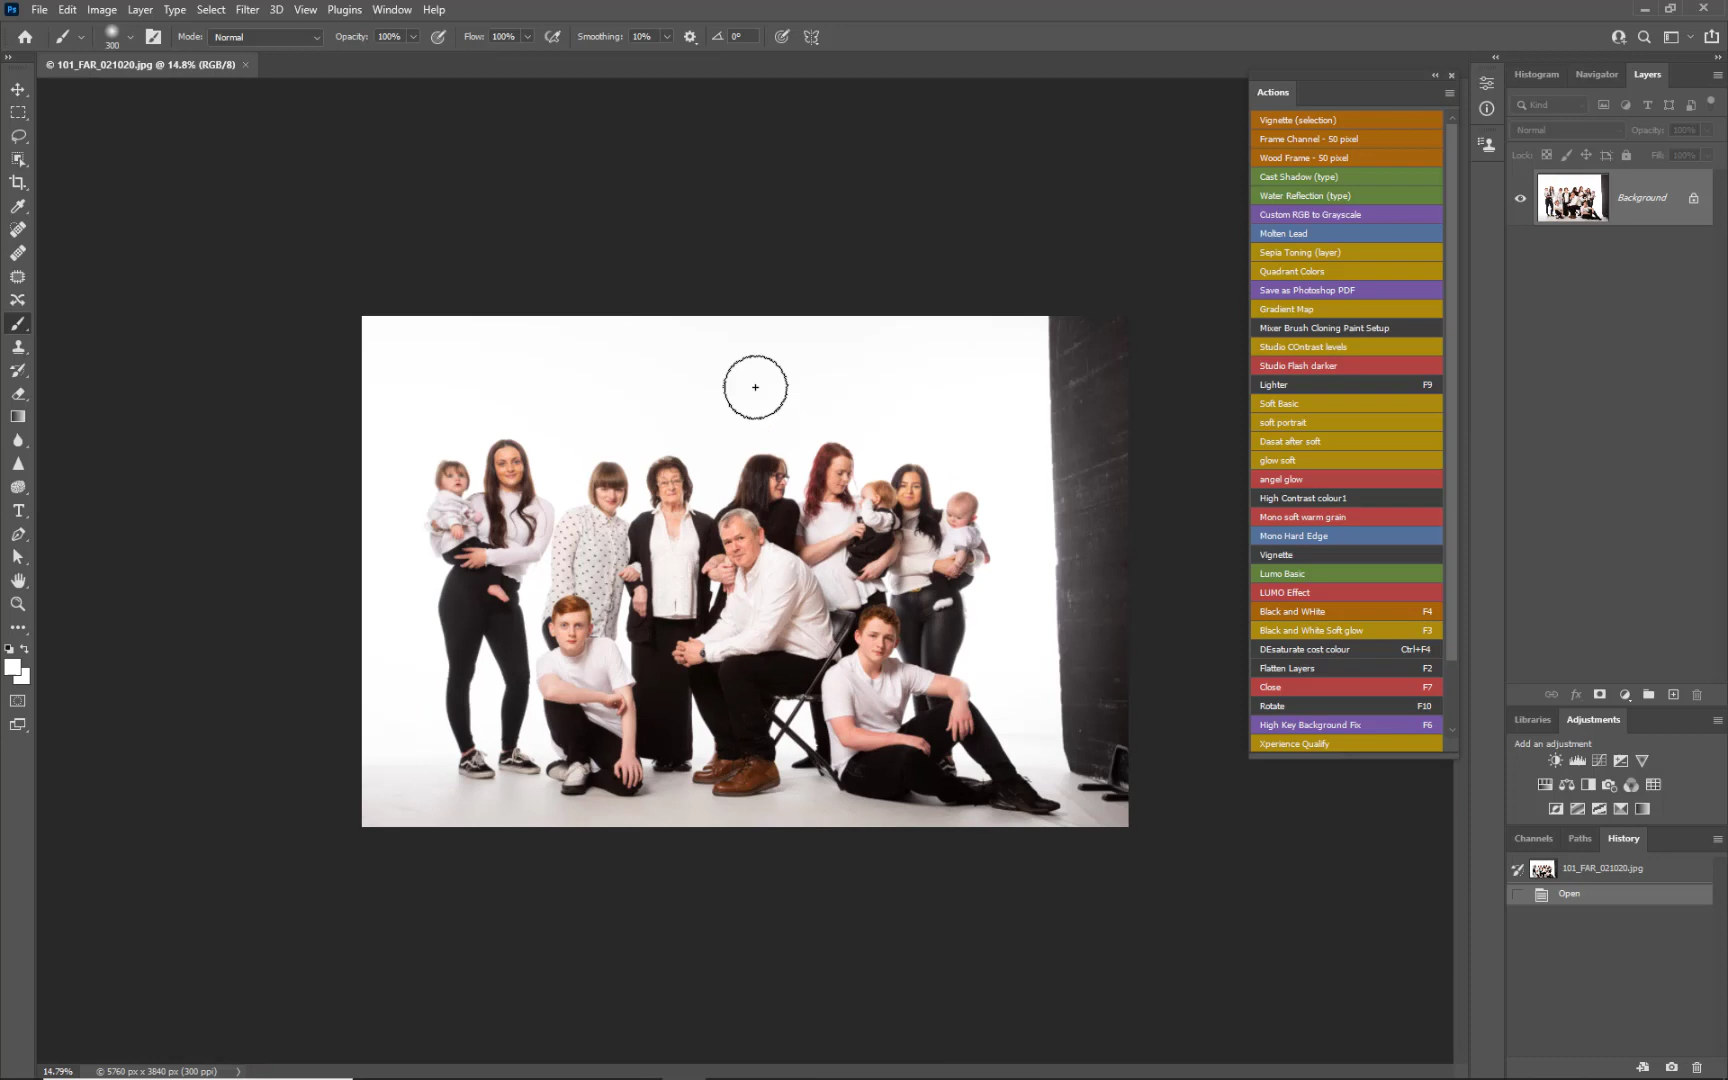 Ps File Edit Image Layer Type Select Filter 3D View Plugins Window Help
300 Mode: Normal Opacity: 100% Flow: 100% Smoothing: 10% 0°
© 101_FAR_021020.jpg @ 14.8% (RGB/8) ×
Actions
Vignette (selection)
Frame Channel - 50 pixel
Wood Frame - 50 pixel
Cast Shadow (type)
Water Reflection (type)
Custom RGB to Grayscale
Molten Lead
Sepia Toning (layer)
Quadrant Colors
Save as Photoshop PDF
Gradient Map
Mixer Brush Cloning Paint Setup
Studio COntrast levels
Studio Flash darker
Lighter F9
Soft Basic
soft portrait
Dasat after soft
glow soft
angel glow
High Contrast colour1
Mono soft warm grain
Mono Hard Edge
Vignette
Lumo Basic
LUMO Effect
Black and WHite F4
Black and White Soft glow F3
DEsaturate cost colour Ctrl+F4
Flatten Layers F2
Close F7
Rotate F10
High Key Background Fix F6
Xperience Qualify
Histogram Navigator Layers
Kind
Normal Opacity: 100%
Lock: Fill: 100%
Background
fx
Libraries Adjustments
Add an adjustment
Channels Paths History
101_FAR_021020.jpg
Open
14.79% © 5760 px x 3840 px (300 ppi)